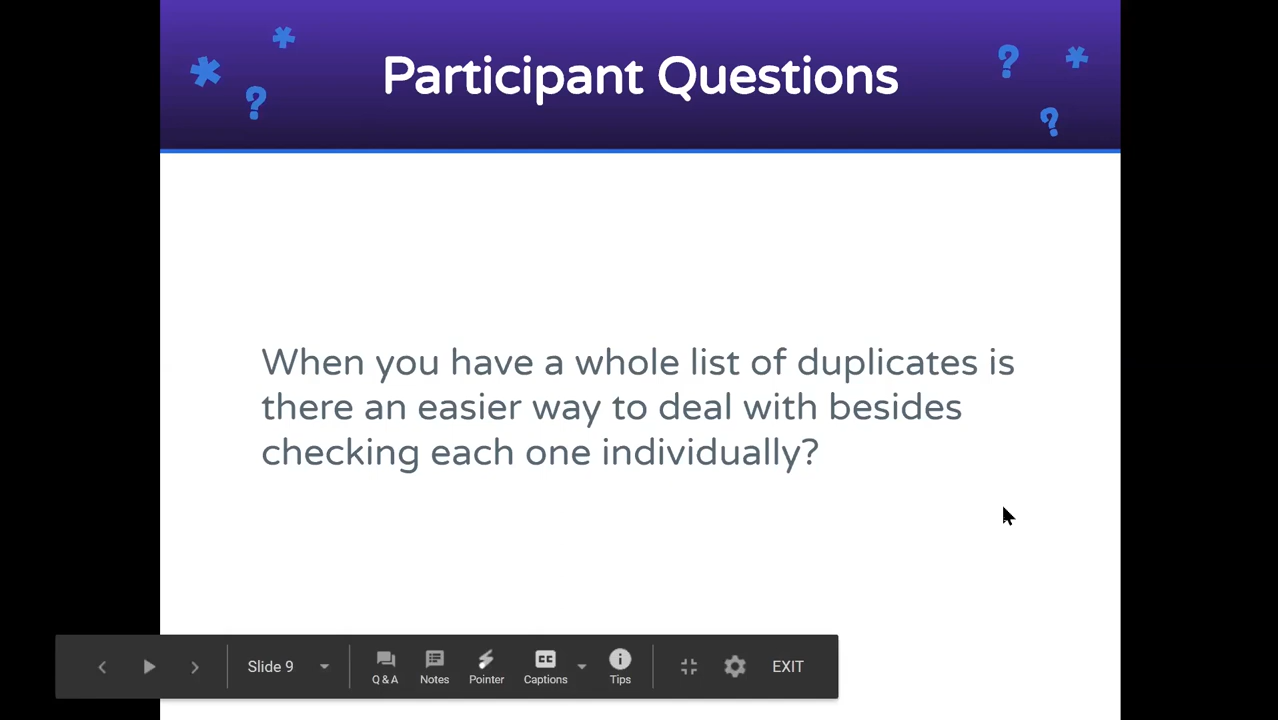 Participant Questions
When you have a whole list of duplicates is
there an easier way to deal with besides
checking each one individually?
Slide 9
Q & A
Notes
Pointer
CC
Captions
Tips
EXIT